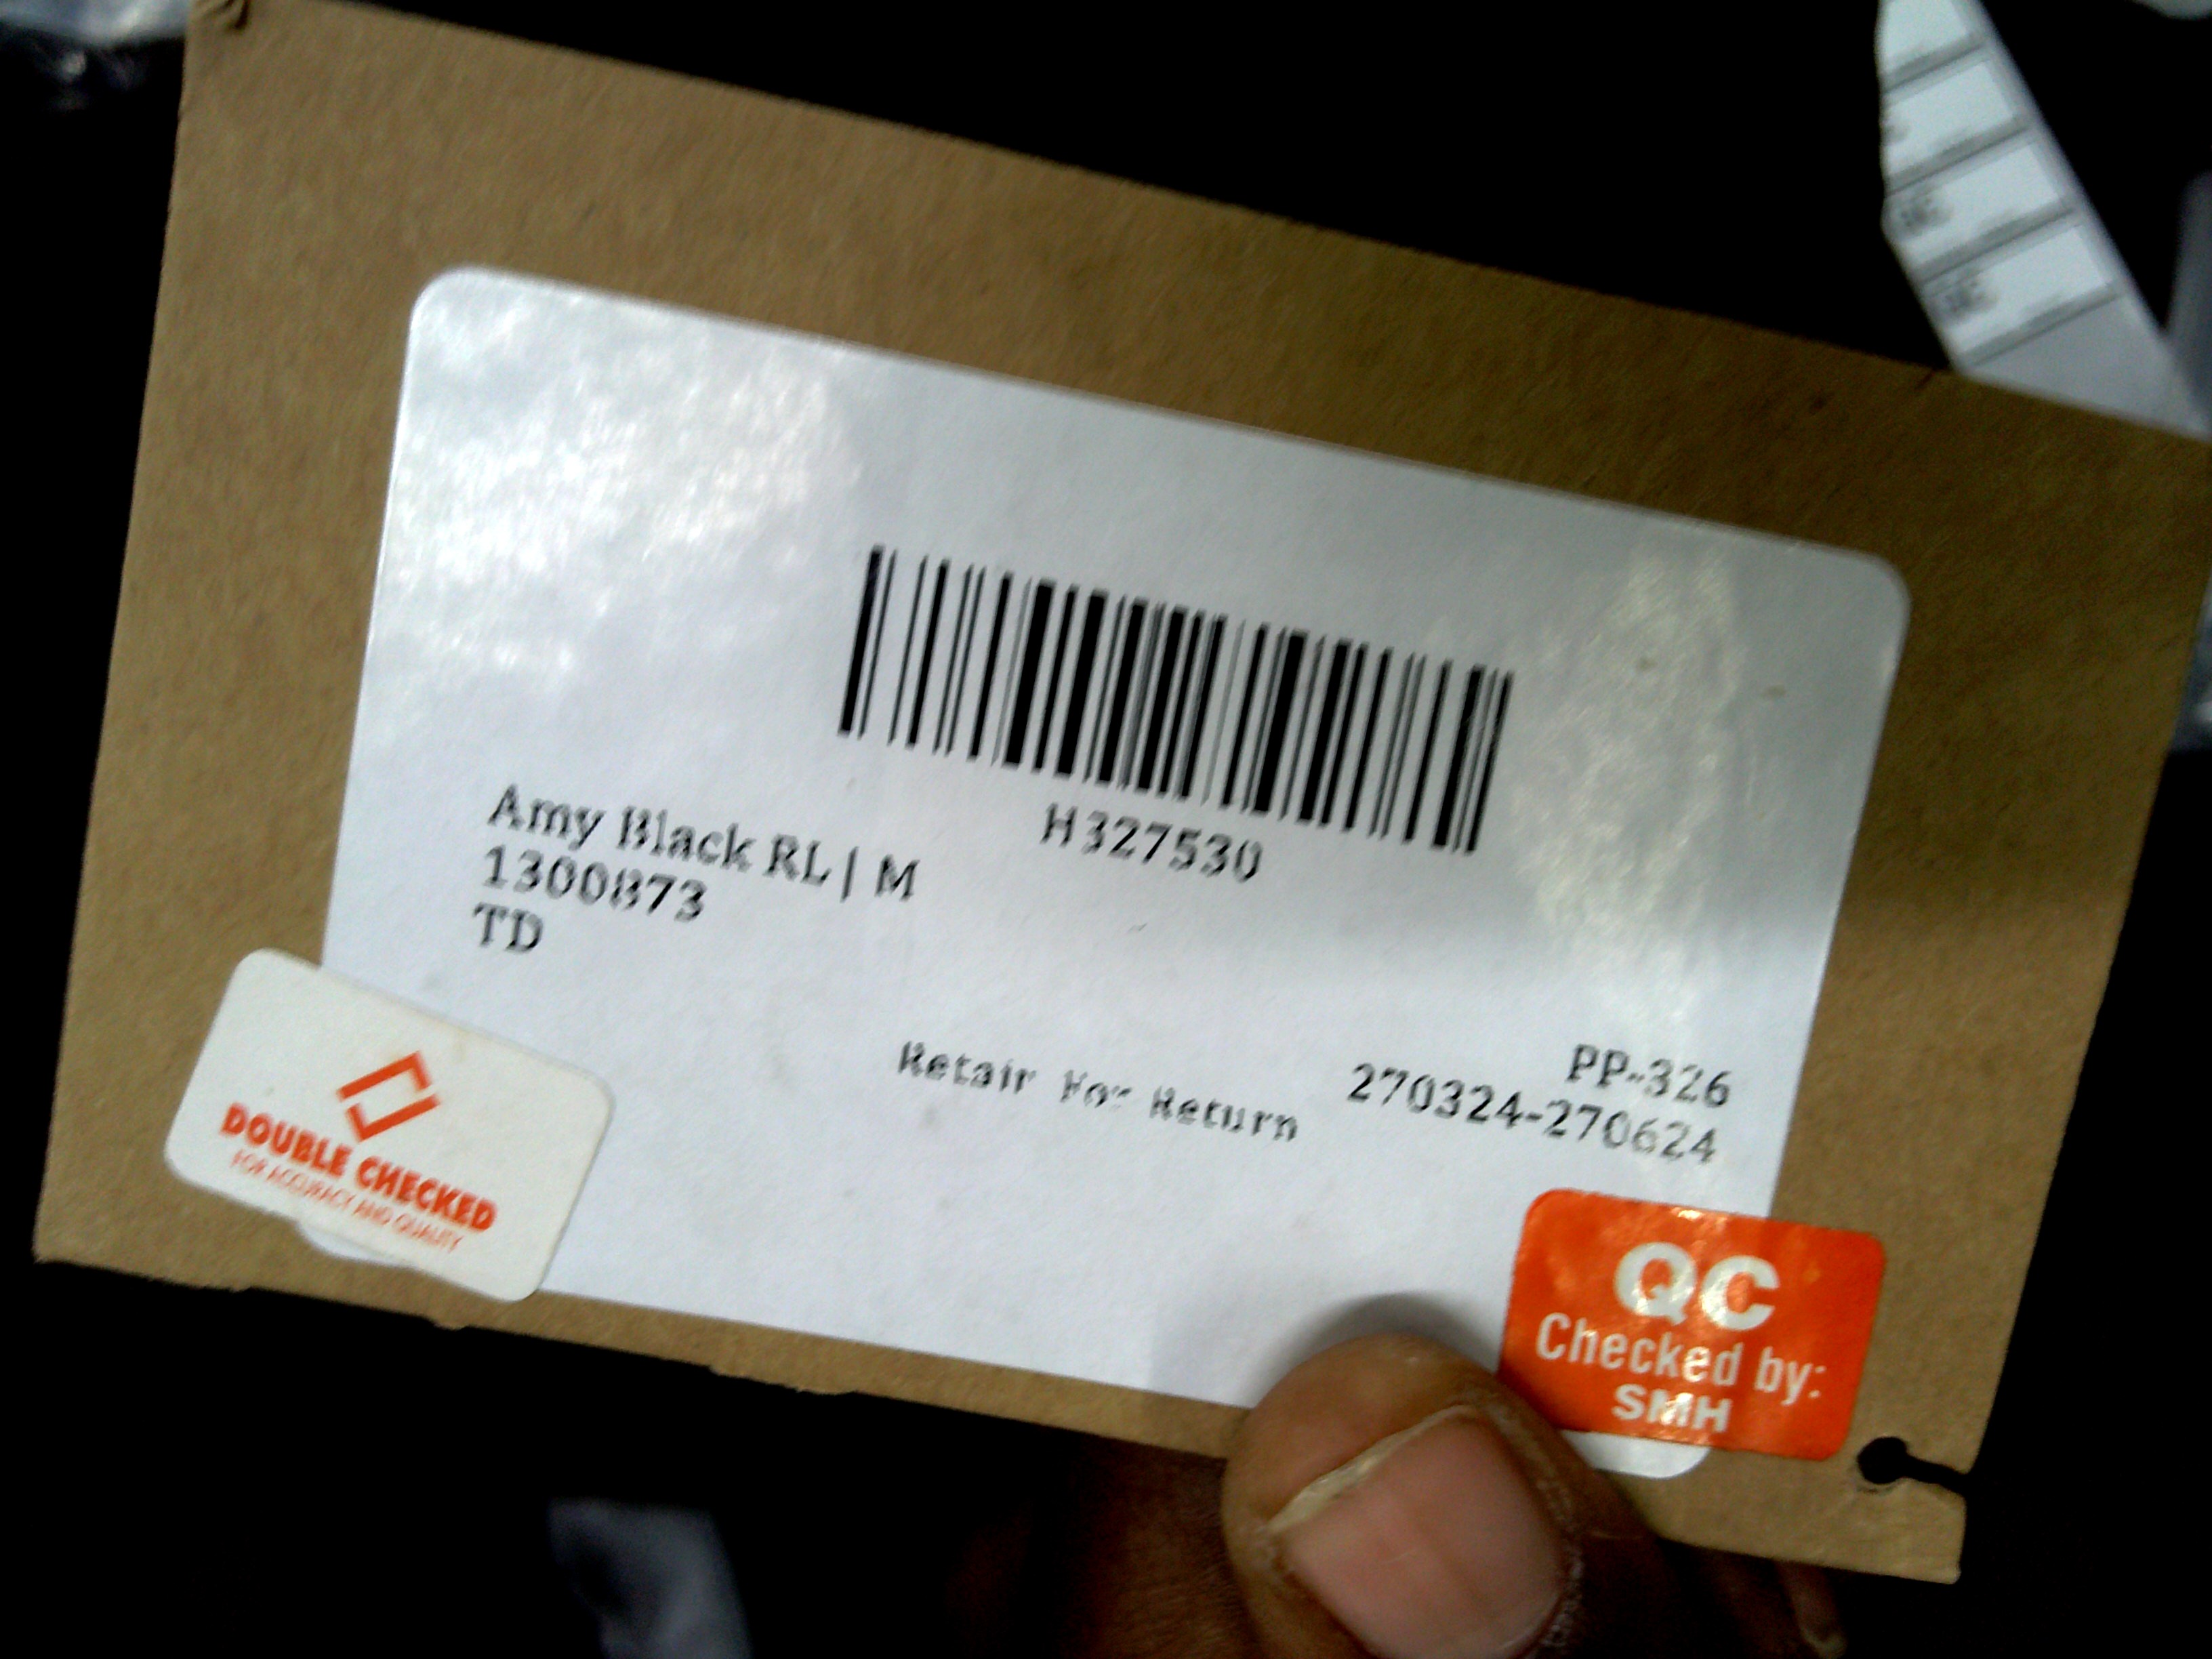 H327530
Amy Black RL | M
1300873
TD
PP-326
270324-270624
Retain For Return
DOUBLE CHECKED
FOR ACCURACY AND QUALITY
QC
Checked by:
SMH